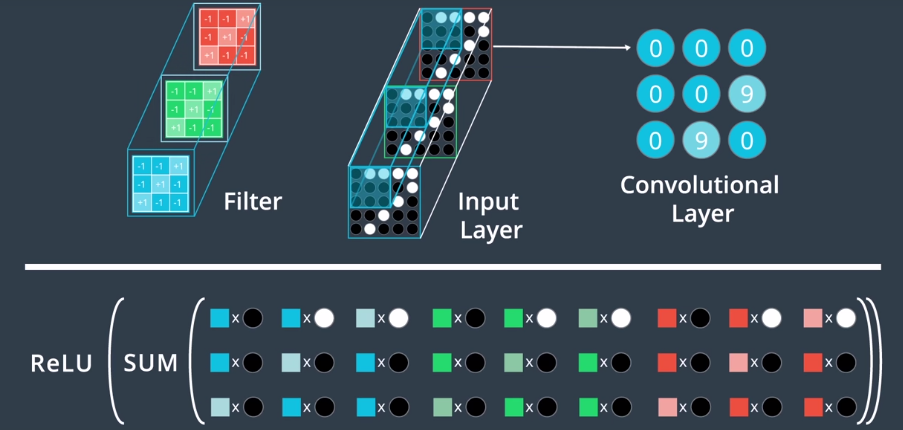 -1 -1 +1
-1 +1 -1
+1 -1 -1
-1 -1 +1
-1 +1 -1
+1 -1 -1
-1 -1 +1
-1 +1 -1
+1 -1 -1
Filter
Input
Layer
0 0 0
0 0 9
0 9 0
Convolutional
Layer
ReLU ( SUM (
x x x x x x x x x
x x x x x x x x x
x x x x x x x x x
))